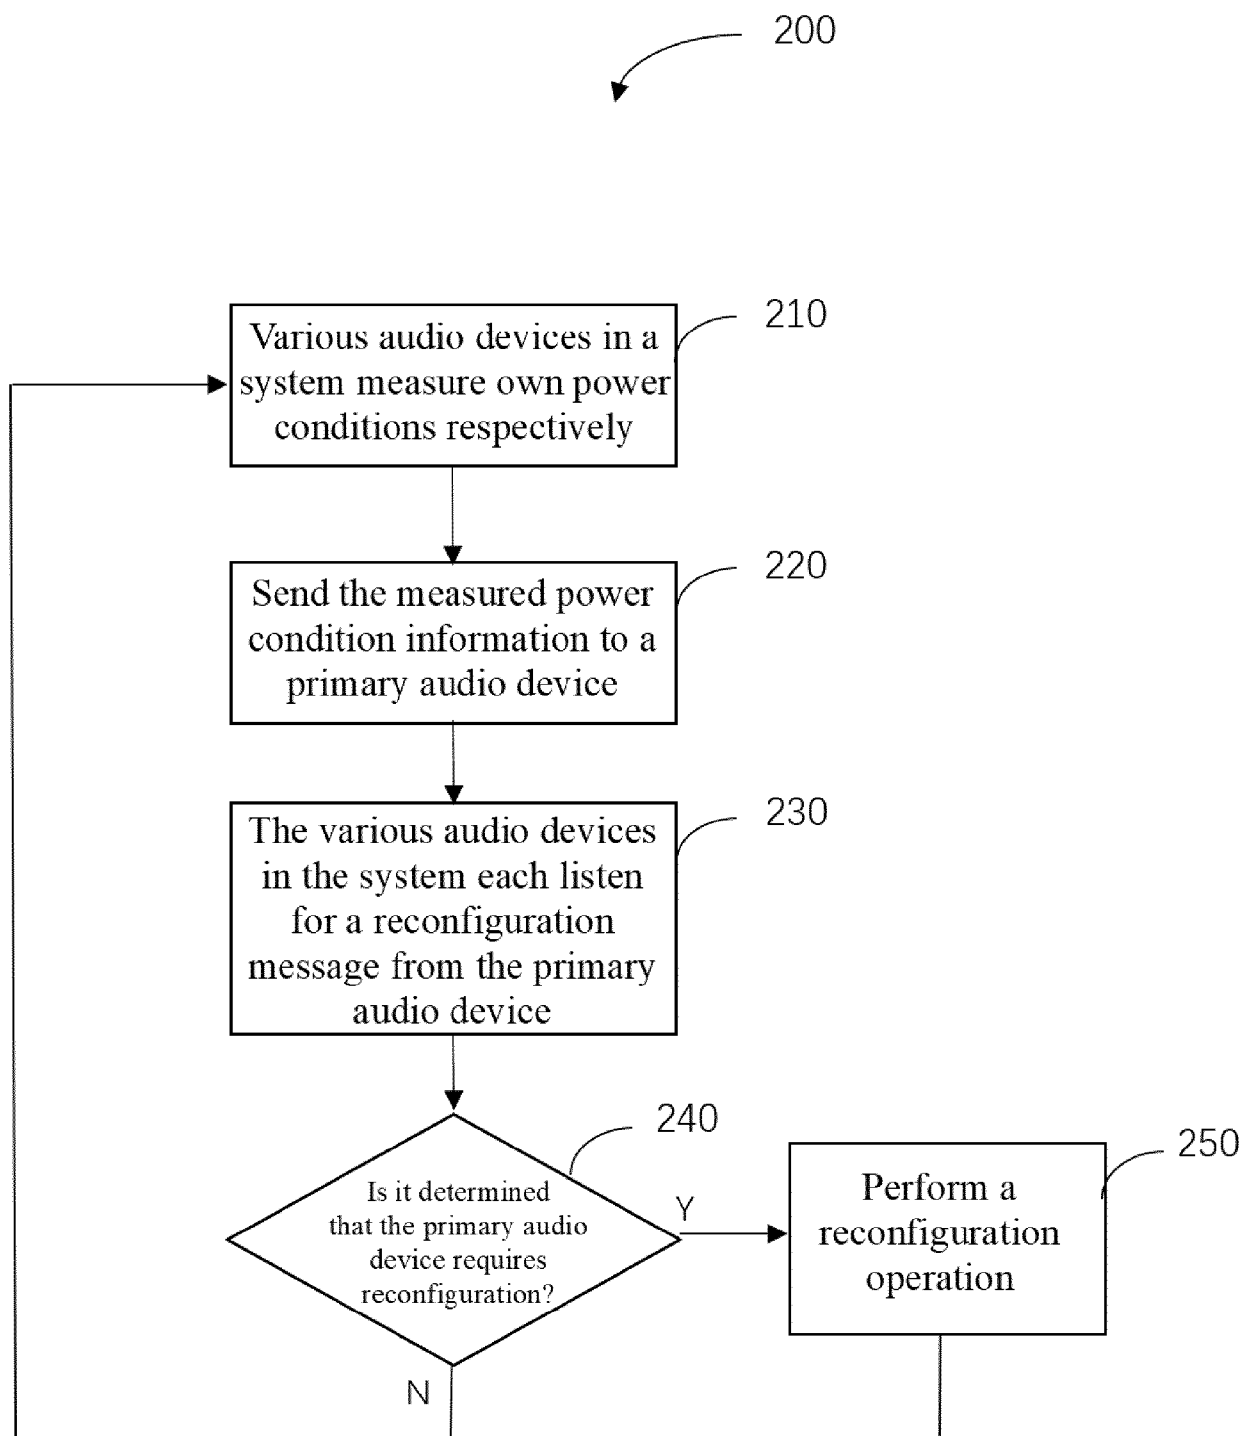 200
210
Various audio devices in a
system measure own power
conditions respectively
220
Send the measured power
condition information to a
primary audio device
230
The various audio devices
in the system each listen
for a reconfiguration
message from the primary
audio device
240
Is it determined
that the primary audio
device requires
reconfiguration?
Y
250
Perform a
reconfiguration
operation
N